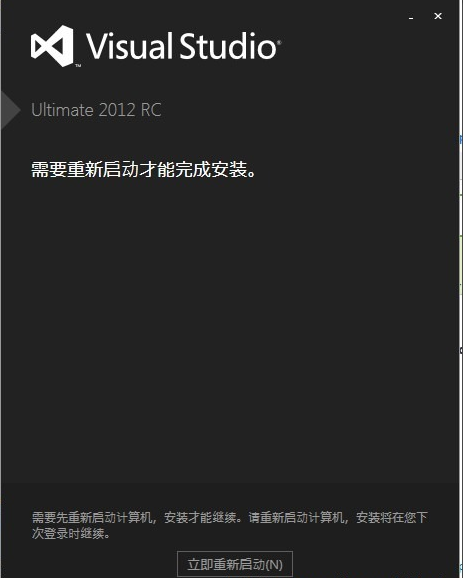 Visual Studio®
Ultimate 2012 RC
需要重新启动才能完成安装。
需要先重新启动计算机，安装才能继续。请重新启动计算机，安装将在您下
次登录时继续。
立即重新启动(N)